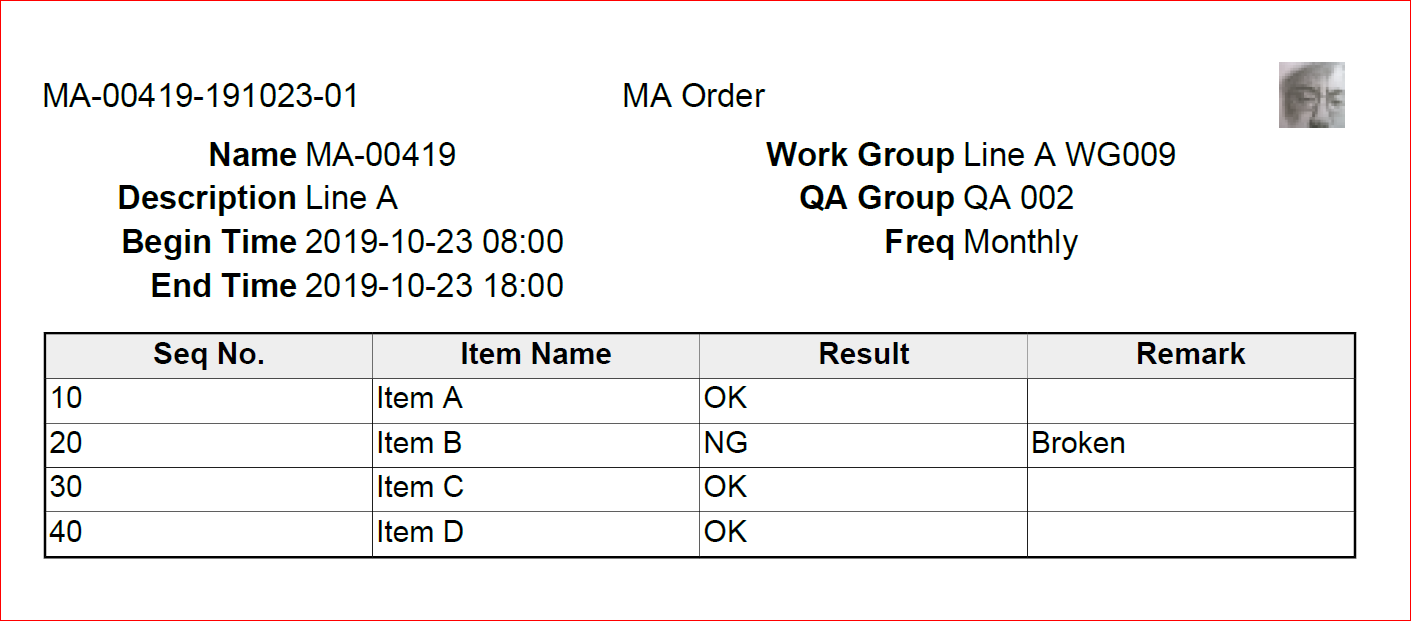 MA-00419-191023-01 MA Order
Name MA-00419 Work Group Line A WG009
Description Line A QA Group QA 002
Begin Time 2019-10-23 08:00 Freq Monthly
End Time 2019-10-23 18:00
Seq No. Item Name Result Remark
10 Item A OK
20 Item B NG Broken
30 Item C OK
40 Item D OK